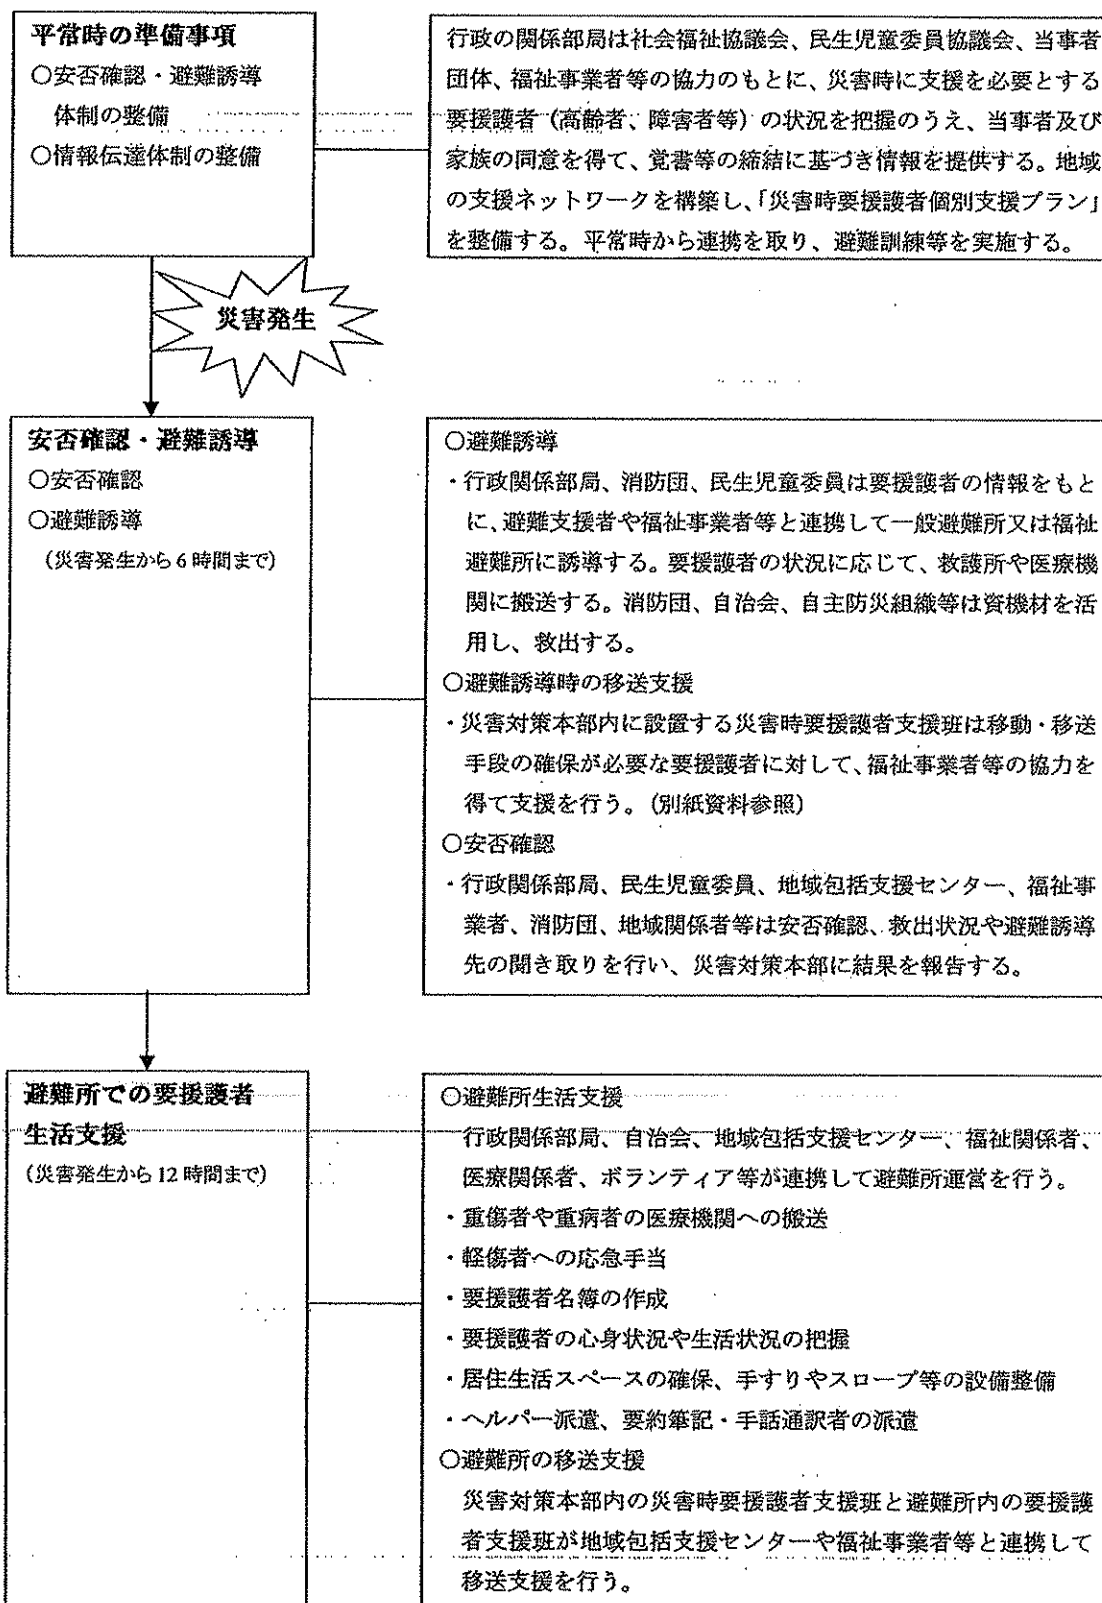 平常時の準備事項
○安否確認・避難誘導
体制の整備
○情報伝達体制の整備
行政の関係部局は社会福祉協議会、民生児童委員協議会、当事者
団体、福祉事業者等の協力のもとに、災害時に支援を必要とする
要援護者（高齢者、障害者等）の状況を把握のうえ、当事者及び
家族の同意を得て、覚書等の締結に基づき情報を提供する。地域
の支援ネットワークを構築し、「災害時要援護者個別支援プラン」
を整備する。平常時から連携を取り、避難訓練等を実施する。
災害発生
安否確認・避難誘導
○安否確認
○避難誘導
（災害発生から6時間まで）
○避難誘導
・行政関係部局、消防団、民生児童委員は要援護者の情報をもと
に、避難支援者や福祉事業者等と連携して一般避難所又は福祉
避難所に誘導する。要援護者の状況に応じて、救護所や医療機
関に搬送する。消防団、自治会、自主防災組織等は資機材を活
用し、救出する。
○避難誘導時の移送支援
・災害対策本部内に設置する災害時要援護者支援班は移動・移送
手段の確保が必要な要援護者に対して、福祉事業者等の協力を
得て支援を行う。（別紙資料参照）
○安否確認
・行政関係部局、民生児童委員、地域包括支援センター、福祉事
業者、消防団、地域関係者等は安否確認、救出状況や避難誘導
先の聞き取りを行い、災害対策本部に結果を報告する。
避難所での要援護者
生活支援
（災害発生から12時間まで）
○避難所生活支援
行政関係部局、自治会、地域包括支援センター、福祉関係者、
医療関係者、ボランティア等が連携して避難所運営を行う。
・重傷者や重病者の医療機関への搬送
・軽傷者への応急手当
・要援護者名簿の作成
・要援護者の心身状況や生活状況の把握
・居住生活スペースの確保、手すりやスロープ等の設備整備
・ヘルパー派遣、要約筆記・手話通訳者の派遣
○避難所の移送支援
災害対策本部内の災害時要援護者支援班と避難所内の要援護
者支援班が地域包括支援センターや福祉事業者等と連携して
移送支援を行う。